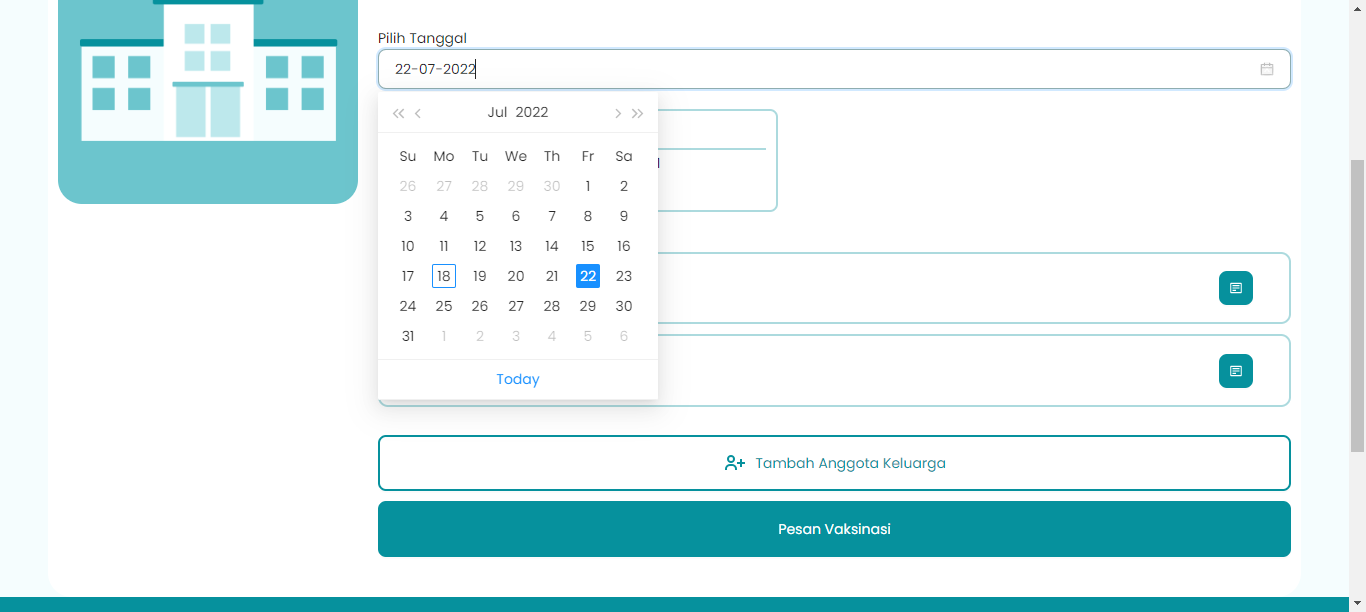 Pilih Tanggal
22-07-2022
Jul 2022
Su Mo Tu We Th Fr Sa
26 27 28 29 30 1 2
3 4 5 6 7 8 9
10 11 12 13 14 15 16
17 18 19 20 21 22 23
24 25 26 27 28 29 30
31 1 2 3 4 5 6
Today
Tambah Anggota Keluarga
Pesan Vaksinasi